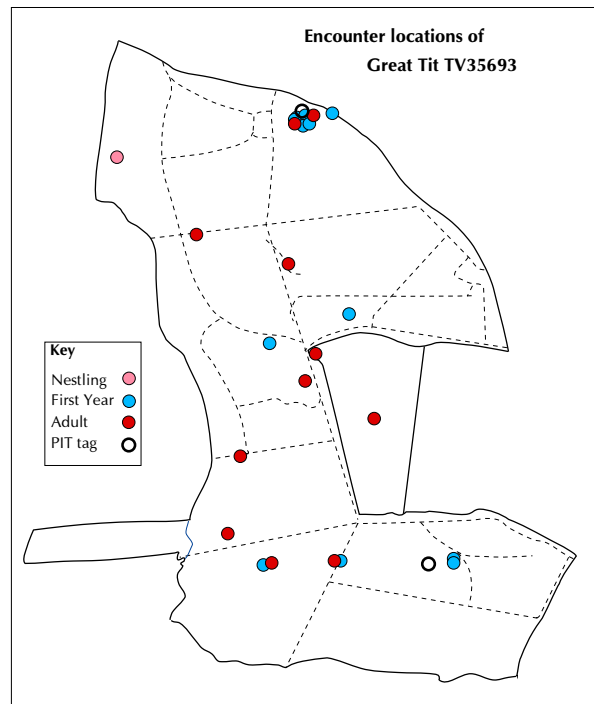 Encounter locations of
Great Tit TV35693
Key
Nestling
First Year
Adult
PIT tag